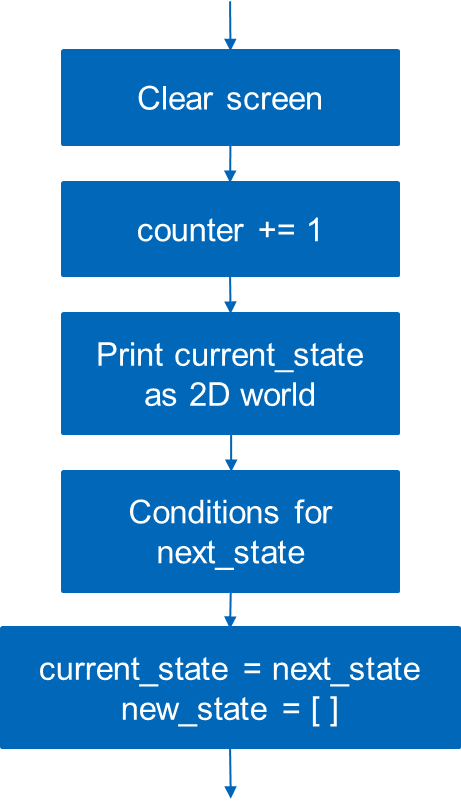 Clear screen
counter += 1
Print current_state
as 2D world
Conditions for
next_state
current_state = next_state
new_state = [ ]